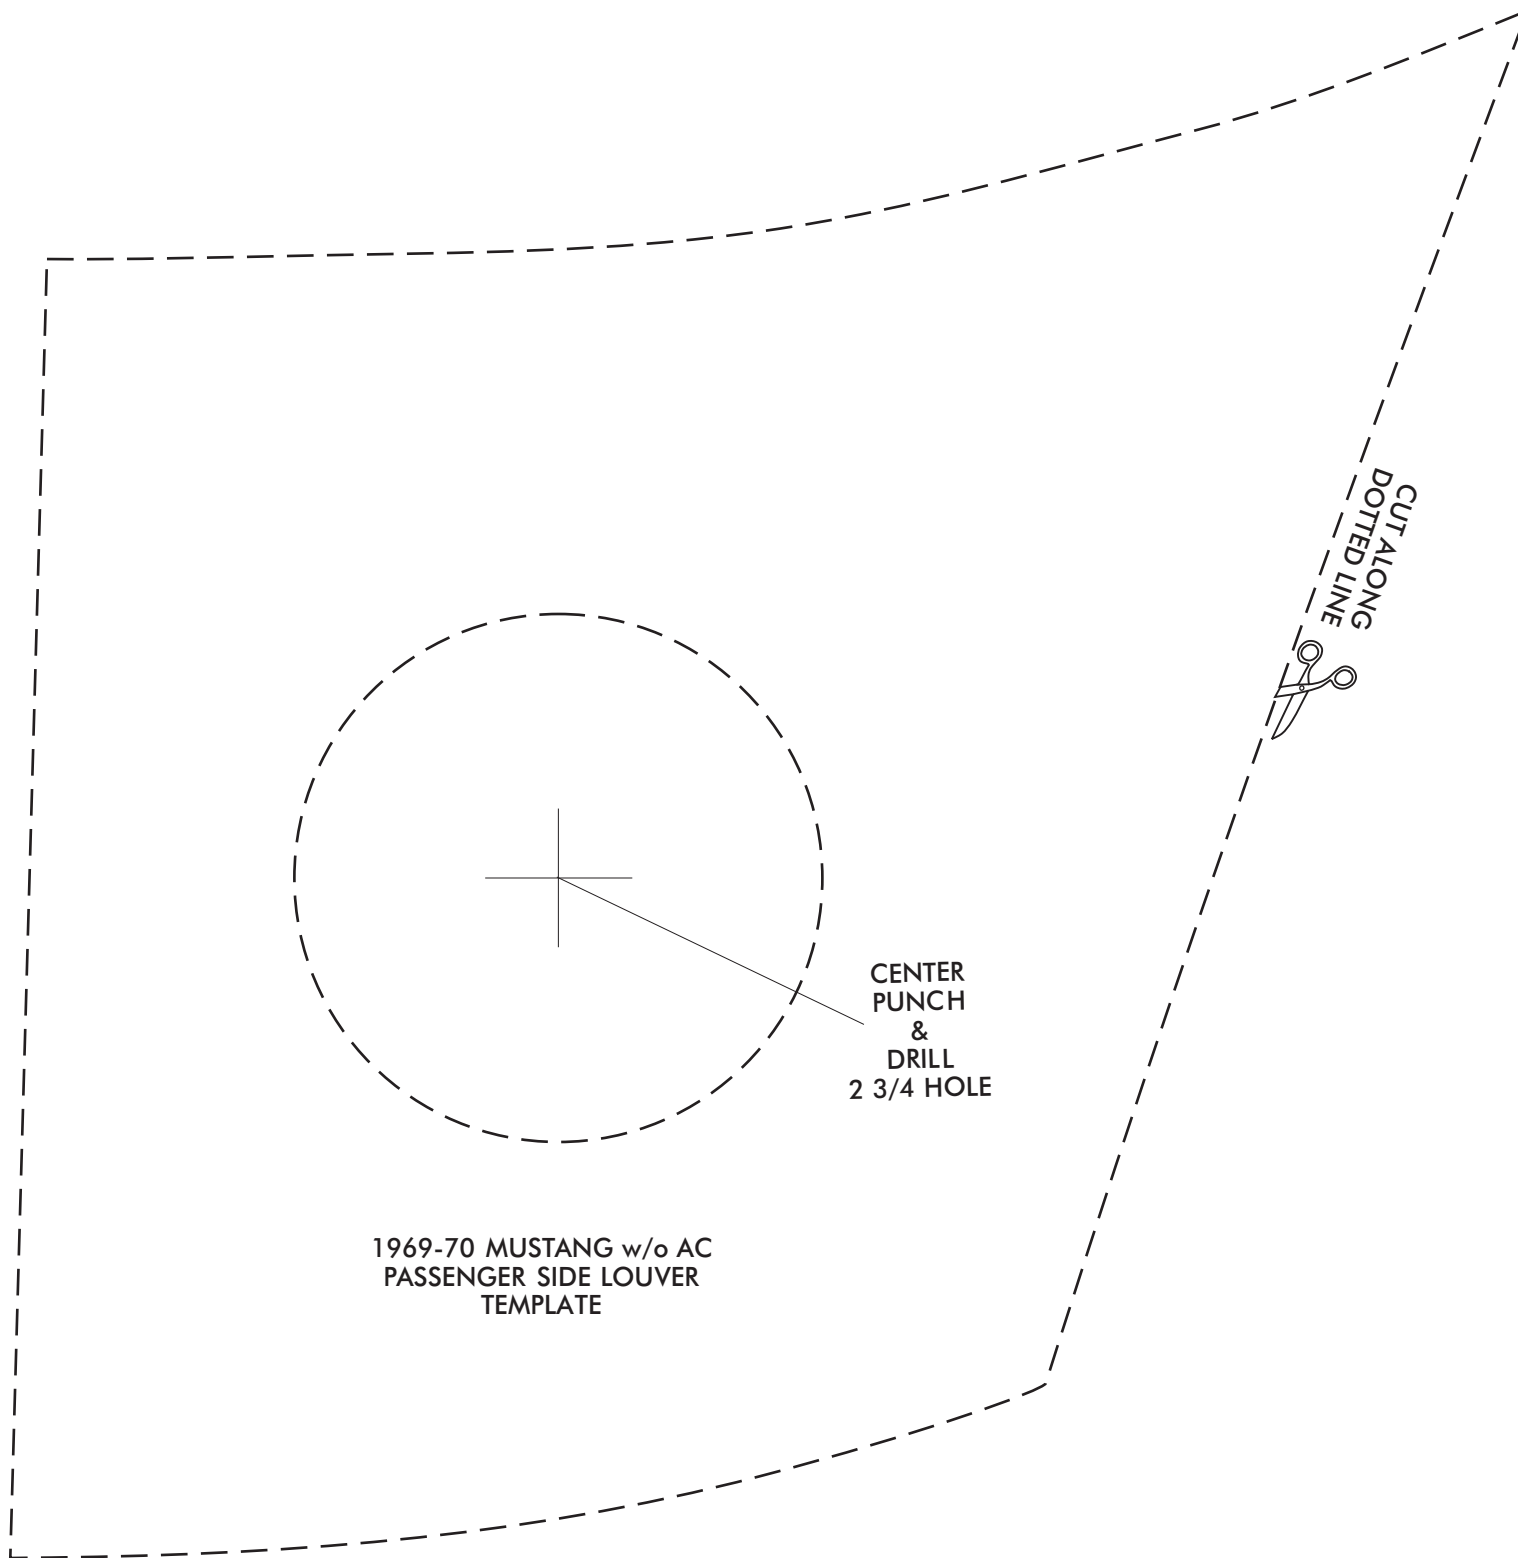 CUT ALONG
DOTTED LINE
CENTER
PUNCH
&
DRILL
2 3/4 HOLE
1969-70 MUSTANG w/o AC
PASSENGER SIDE LOUVER
TEMPLATE